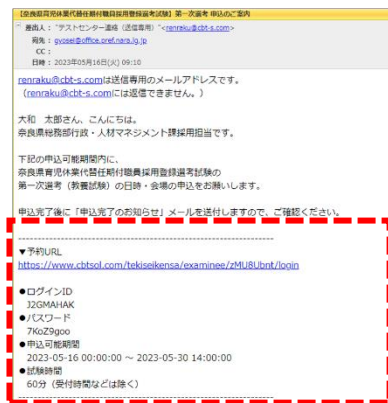 【奈良県育児休業代替任期付職員採用登録選考試験】第一次選考 申込のご案内
差出人： "テストセンター連絡（送信専用）"<renraku@cbt-s.com>
宛先： gyosei@office.pref.nara.lg.jp
CC：
日時： 2023年05月16日(火) 09:10
renraku@cbt-s.comは送信専用のメールアドレスです。
（renraku@cbt-s.comには返信できません。）
大和　太郎さん、こんにちは。
奈良県総務部行政・人材マネジメント課採用担当です。
下記の申込可能期間内に、
奈良県育児休業代替任期付職員採用登録選考試験の
第一次選考（教養試験）の日時・会場の申込をお願いします。
申込完了後に「申込完了のお知らせ」メールを送付しますので、ご確認ください。
------------------------------------------------------------
▼予約URL
https://www.cbtsol.com/tekiseikensa/examinee/zMU8Ubnt/login
●ログインID
J2GMAHAK
●パスワード
7KoZ9goo
●申込可能期間
2023-05-16 00:00:00 ～ 2023-05-30 14:00:00
●試験時間
60分（受付時間などは除く）
------------------------------------------------------------